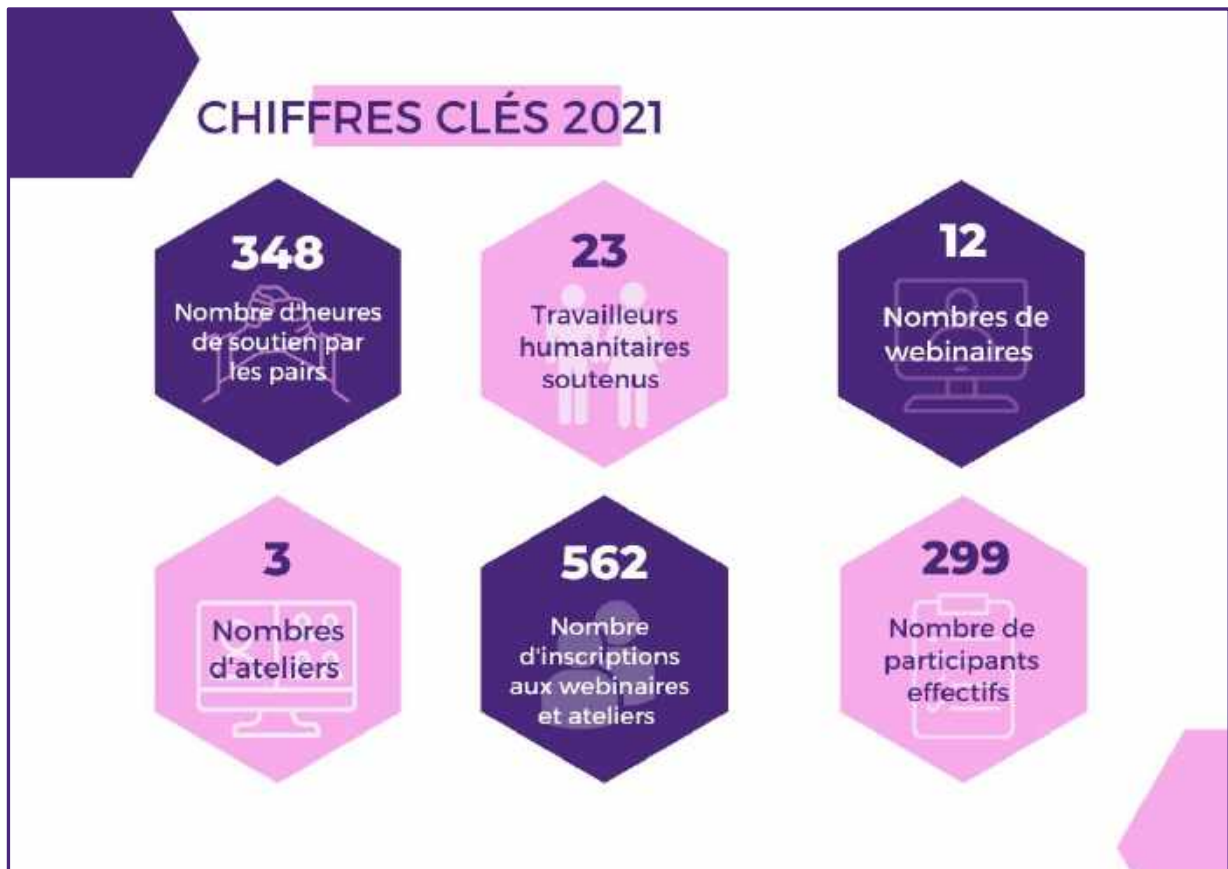 CHIFFRES CLÉS 2021
348
Nombre d'heures
de soutien par
les pairs
23
Travailleurs
humanitaires
soutenus
12
Nombres de
webinaires
3
Nombres
d'ateliers
562
Nombre
d'inscriptions
aux webinaires
et ateliers
299
Nombre de
participants
effectifs